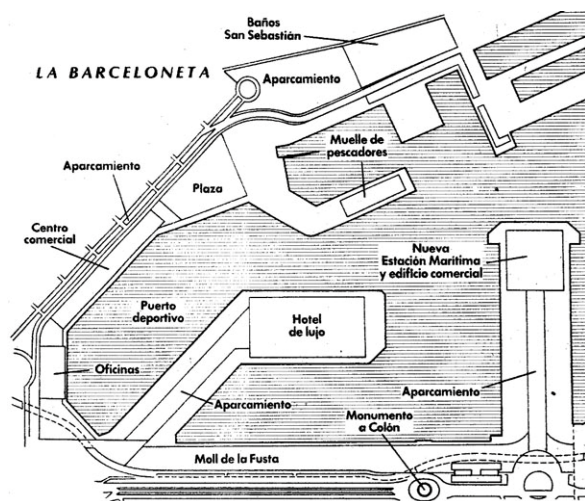 Baños
San Sebastián
LA BARCELONETA
Aparcamiento
Aparcamiento
Muelle de
pescadores
Plaza
Centro
comercial
Nueva
Estación Marítima
y edificio comercial
Puerto
deportivo
Hotel
de lujo
Oficinas
Aparcamiento
Aparcamiento
Monumento
a Colón
Moll de la Fusta